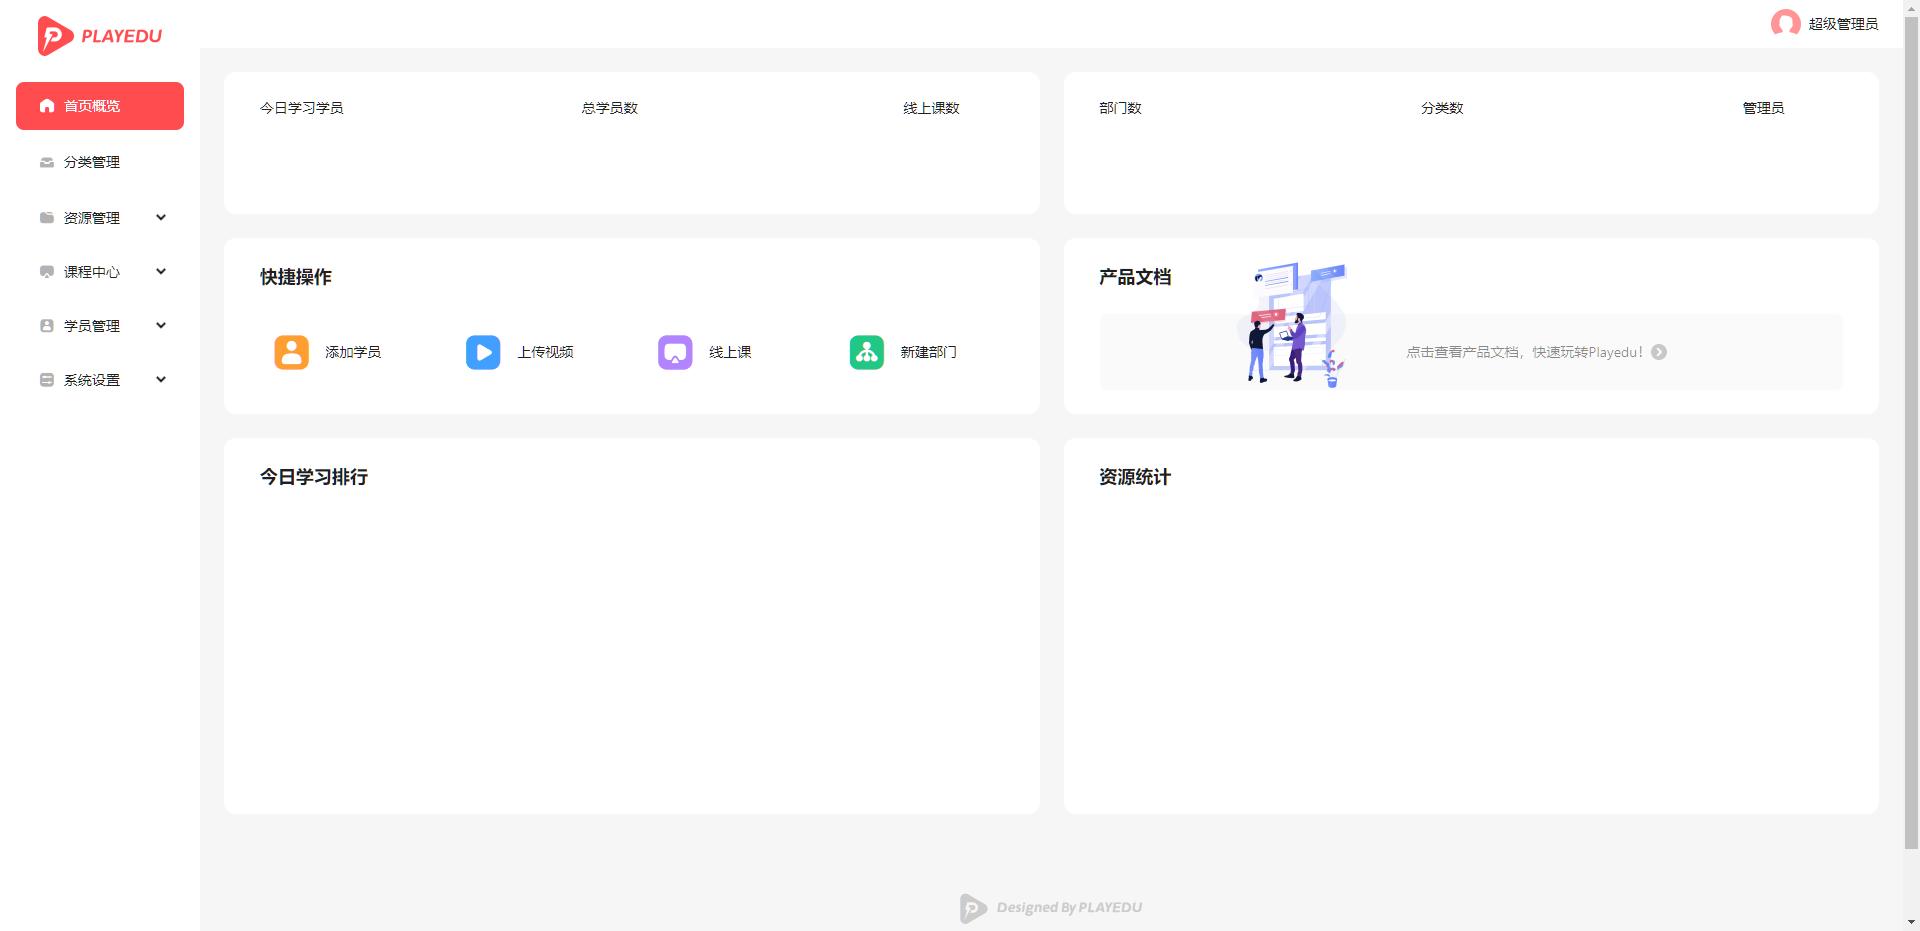 PLAYEDU
超级管理员
首页概览
分类管理
资源管理
课程中心
学员管理
系统设置
今日学习学员
总学员数
线上课数
部门数
分类数
管理员
快捷操作
添加学员
上传视频
线上课
新建部门
产品文档
点击查看产品文档，快速玩转Playedu！
今日学习排行
资源统计
Designed By PLAYEDU